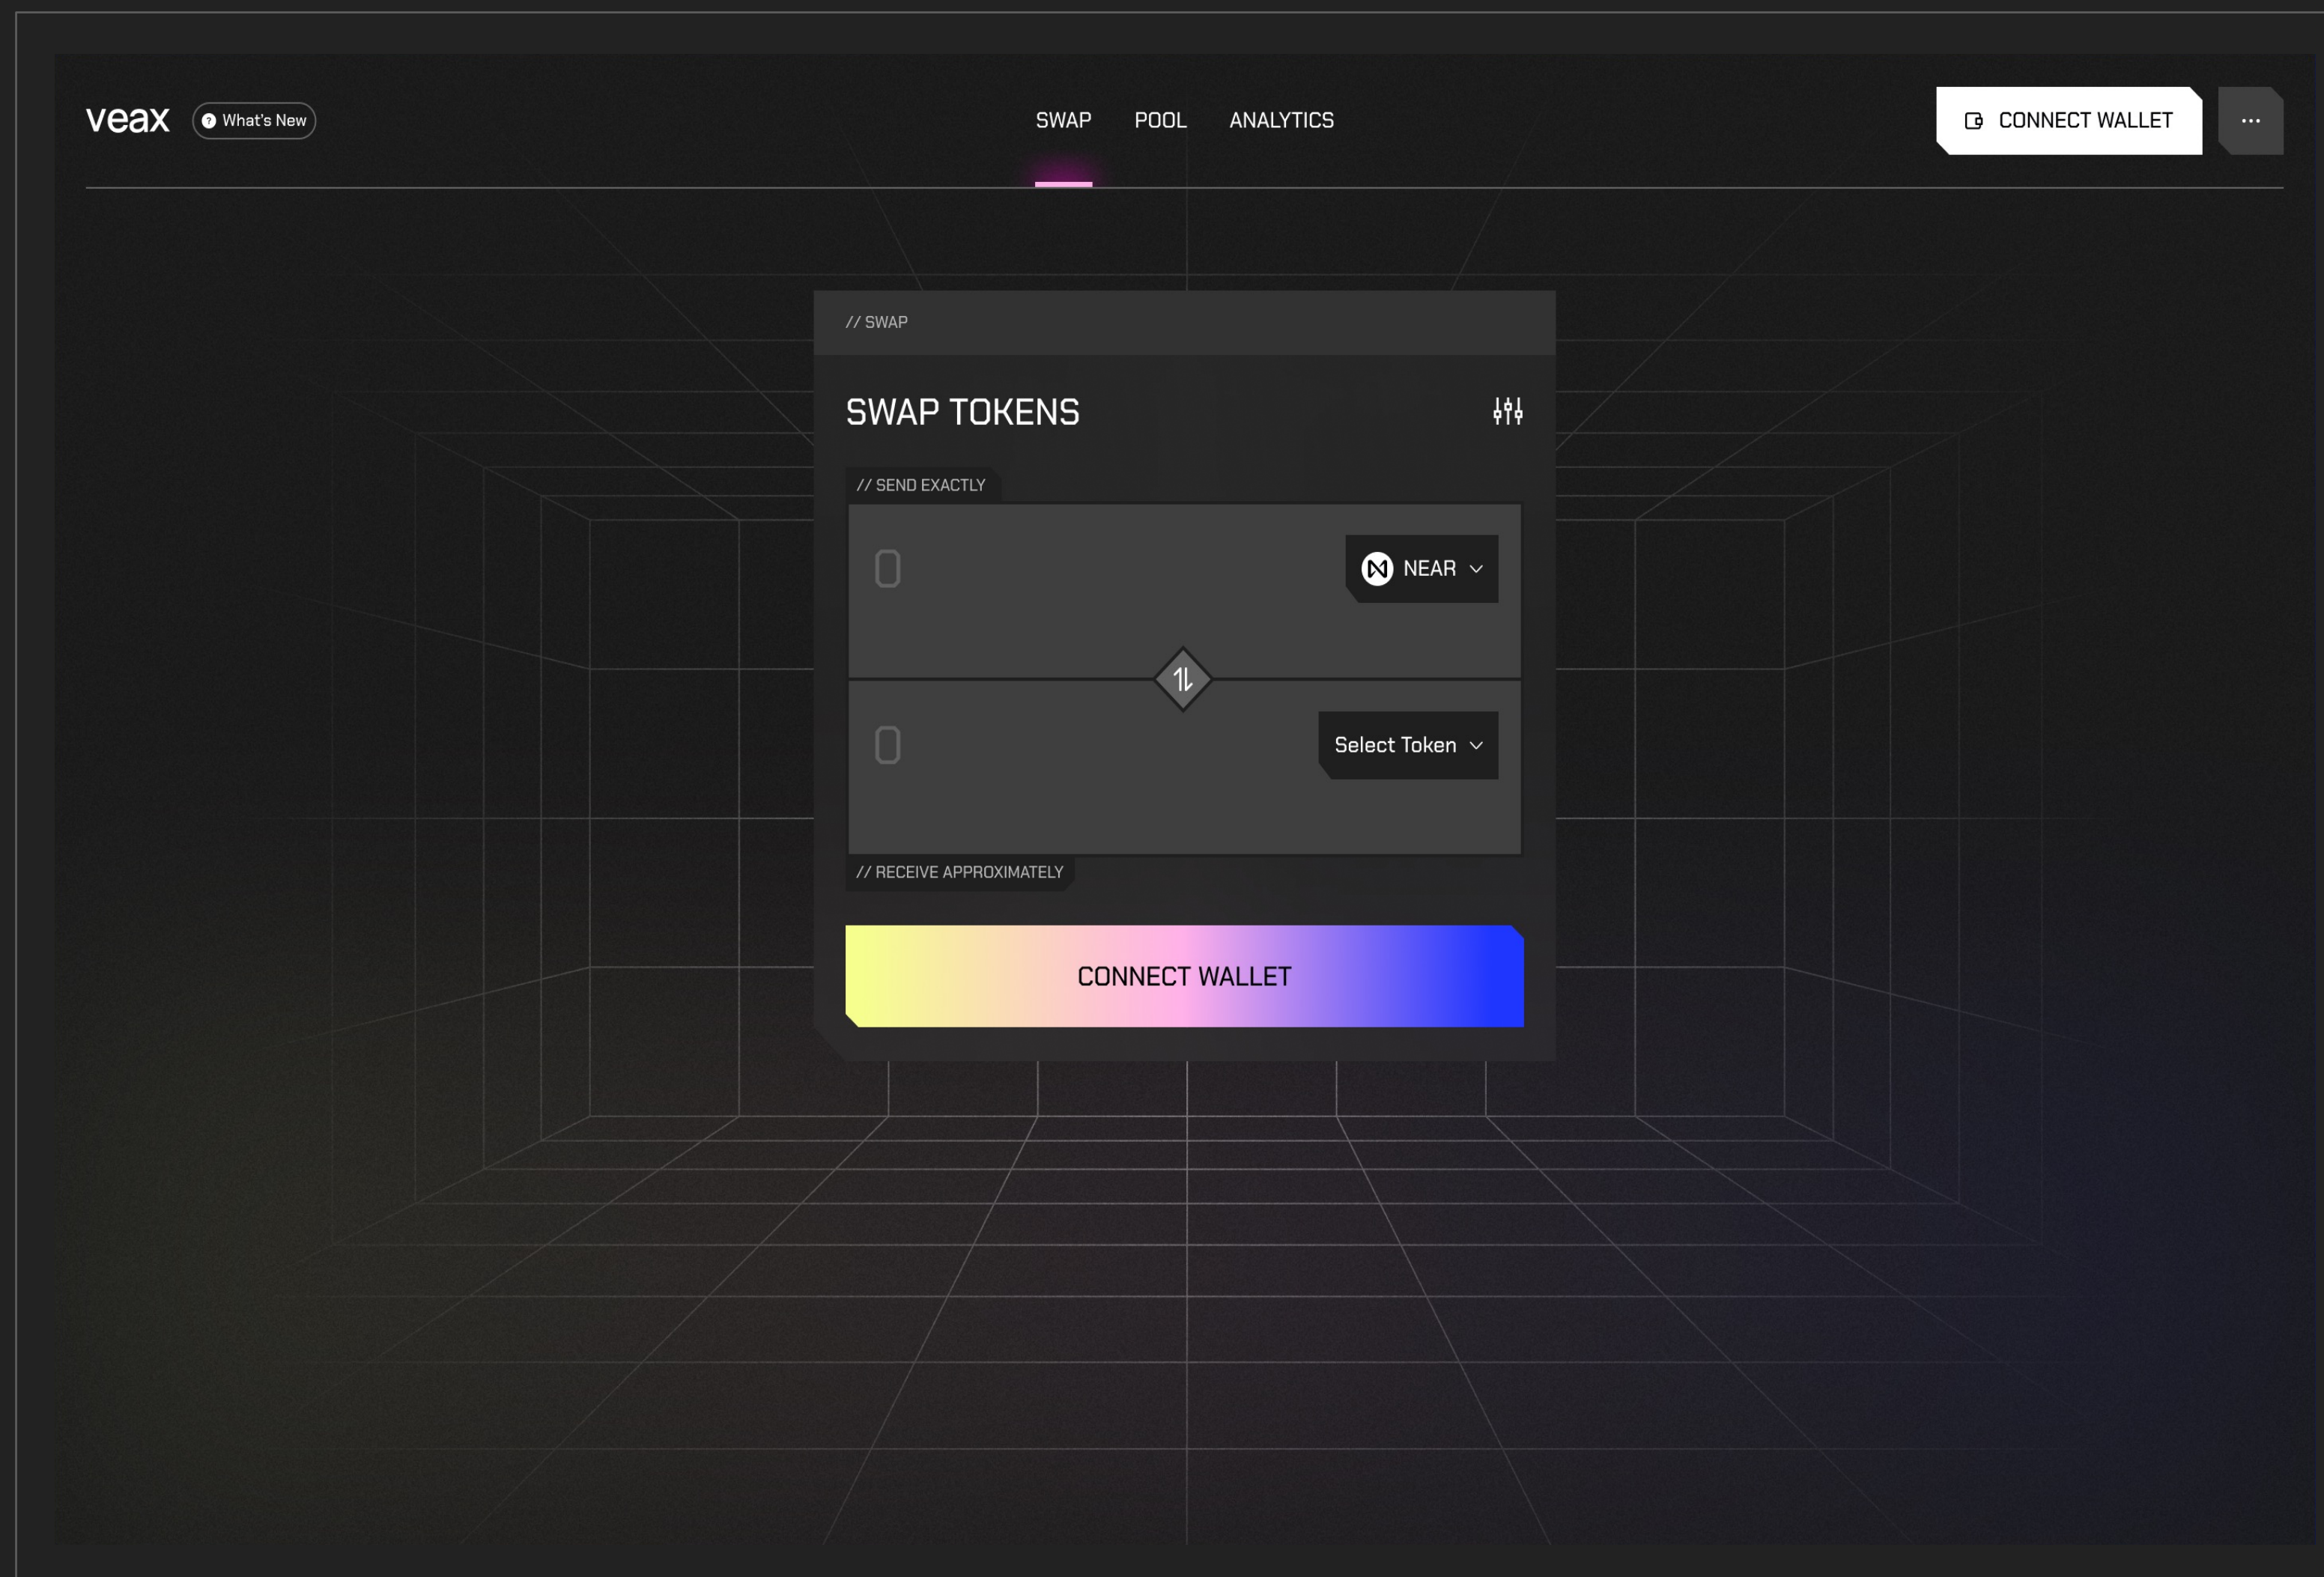 veax
What's New
SWAP POOL ANALYTICS
CONNECT WALLET
// SWAP
SWAP TOKENS
// SEND EXACTLY
0
NEAR
0
Select Token
// RECEIVE APPROXIMATELY
CONNECT WALLET